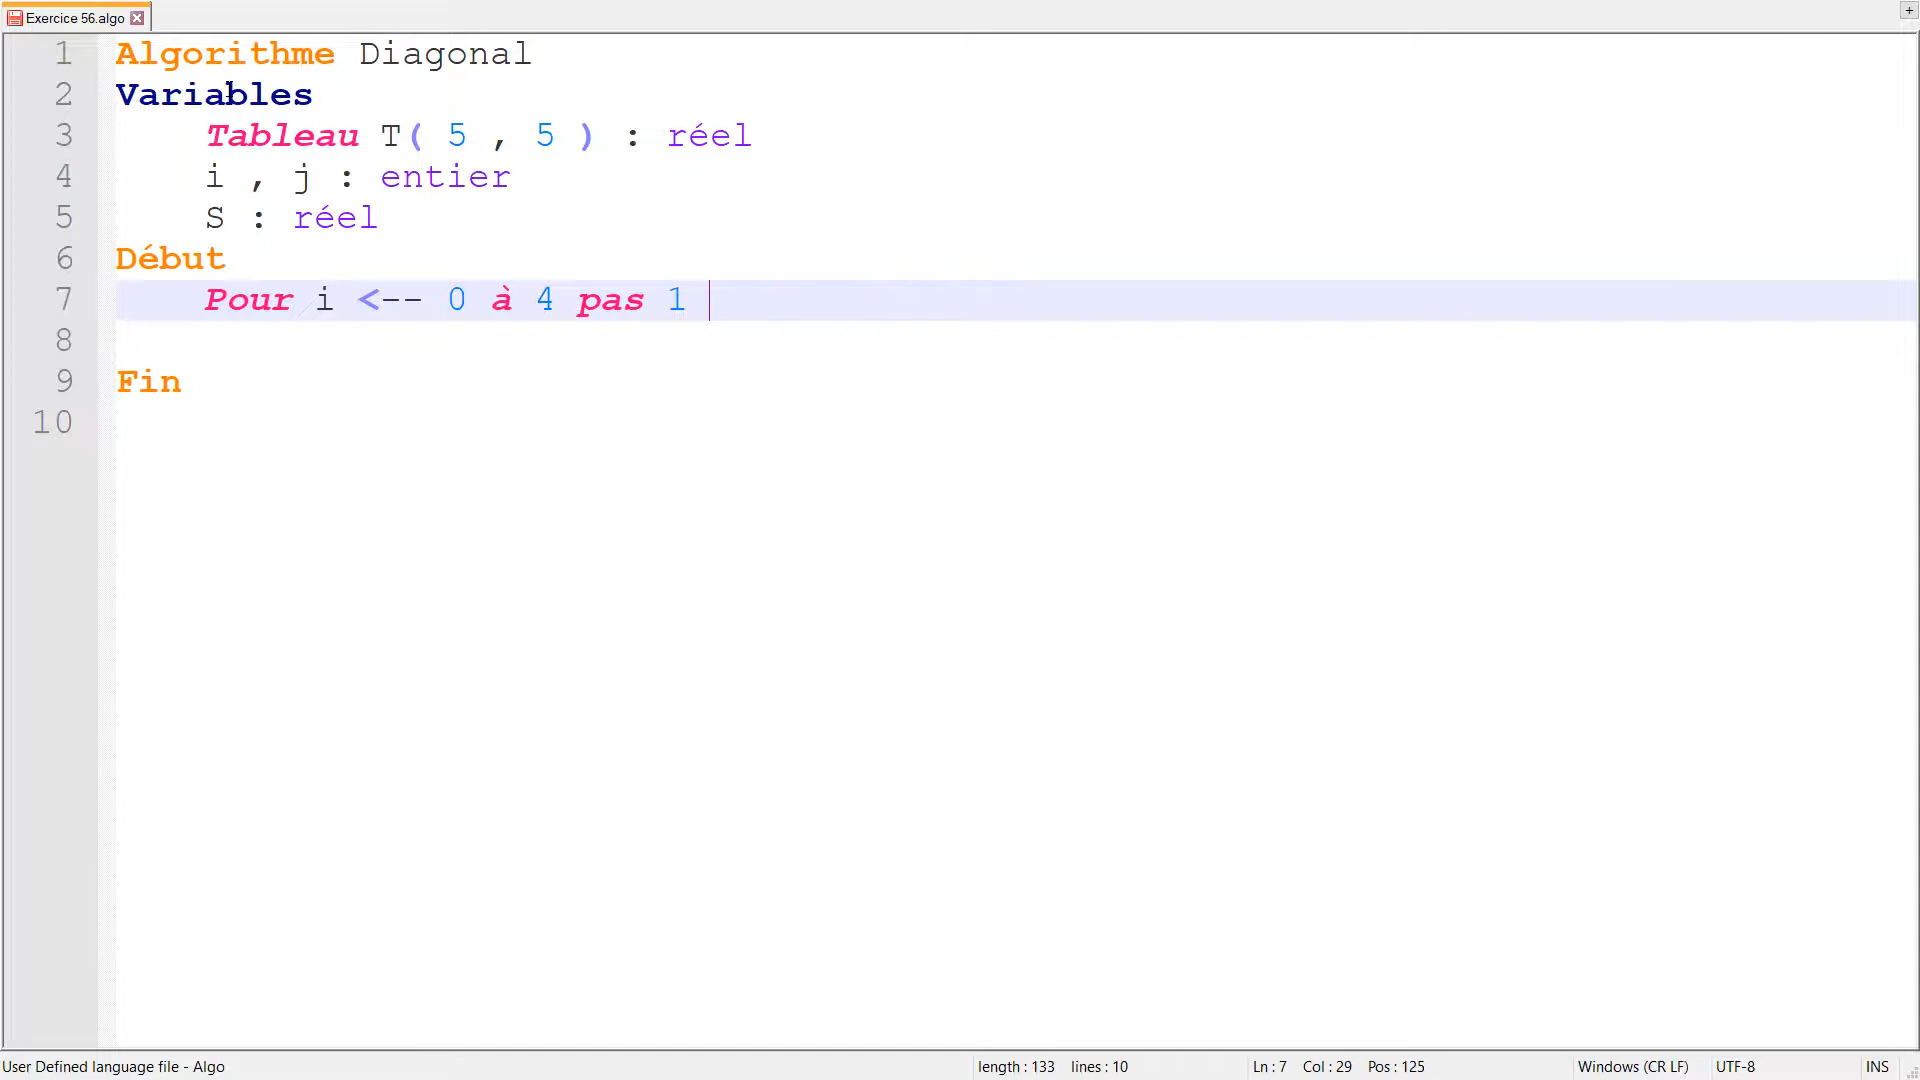 Exercice 56.algo
+
1 Algorithme Diagonal
2 Variables
3 Tableau T( 5 , 5 ) : réel
4 i , j : entier
5 S : réel
6 Début
7 Pour i <-- 0 à 4 pas 1
8
9 Fin
10
User Defined language file - Algo length : 133 lines : 10 Ln : 7 Col : 29 Pos : 125 Windows (CR LF) UTF-8 INS